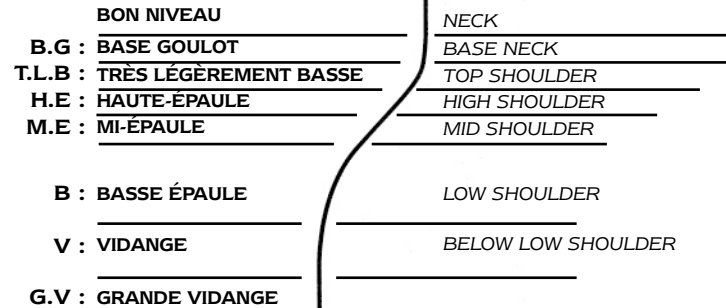 BON NIVEAU NECK
B.G : BASE GOULOT BASE NECK
T.L.B : TRÈS LÉGÈREMENT BASSE TOP SHOULDER
H.E : HAUTE-ÉPAULE HIGH SHOULDER
M.E : MI-ÉPAULE MID SHOULDER
B : BASSE ÉPAULE LOW SHOULDER
V : VIDANGE BELOW LOW SHOULDER
G.V : GRANDE VIDANGE